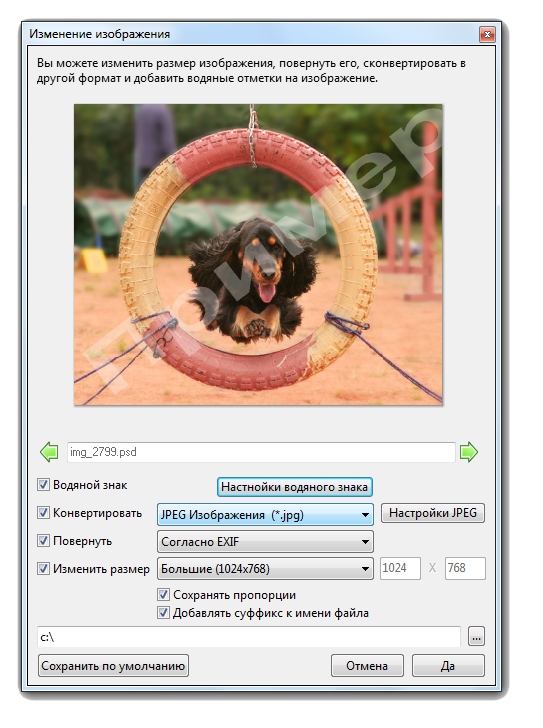 Изменение изображения
Вы можете изменить размер изображения, повернуть его, сконвертировать в
другой формат и добавить водяные отметки на изображение.
Пример
img_2799.psd
Водяной знак
Настнойки водяного знака
Конвертировать
JPEG Изображения (*.jpg)
Настройки JPEG
Повернуть
Согласно EXIF
Изменить размер
Большие (1024x768)
1024
X
768
Сохранять пропорции
Добавлять суффикс к имени файла
c:\
...
Сохранить по умолчанию
Отмена
Да